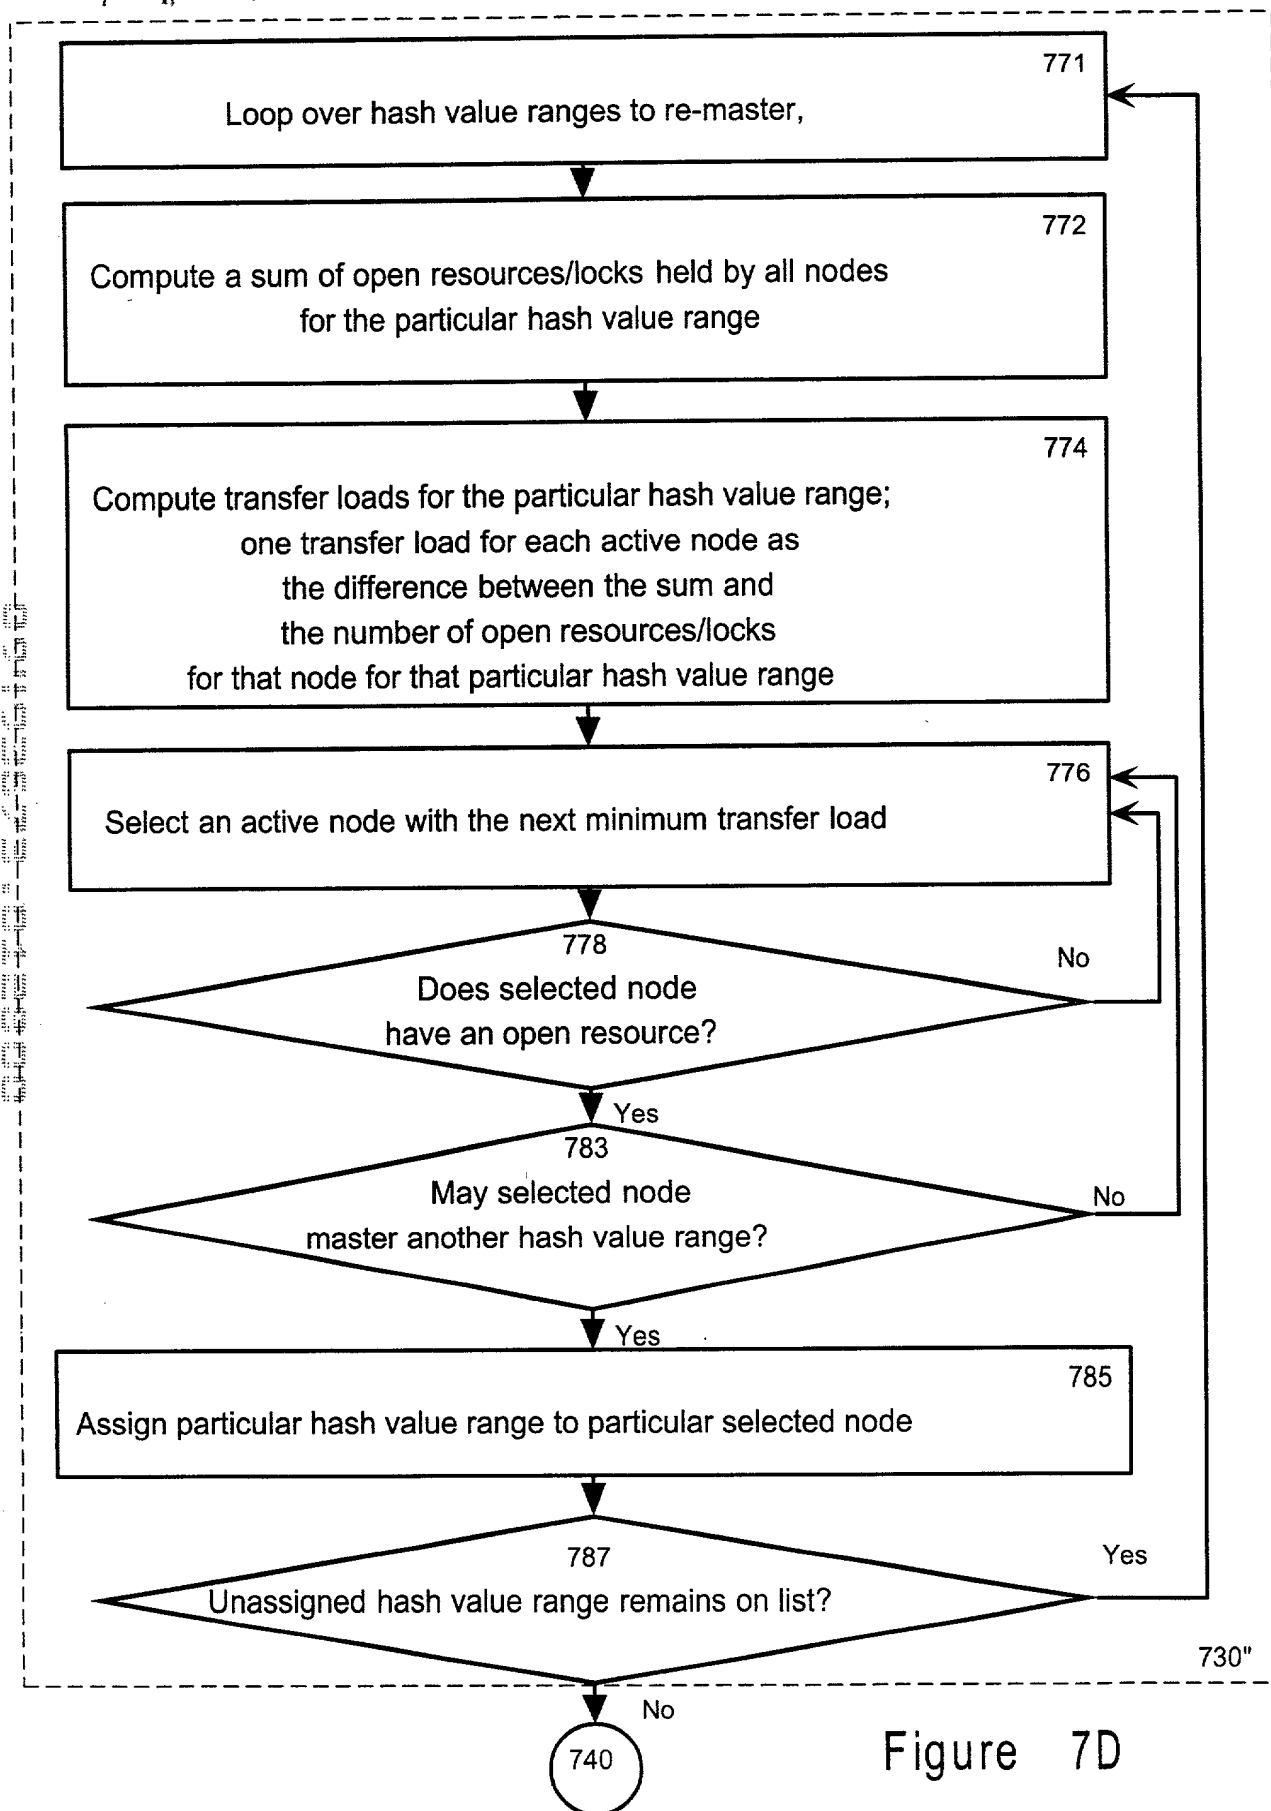 771
Loop over hash value ranges to re-master,
772
Compute a sum of open resources/locks held by all nodes
for the particular hash value range
774
Compute transfer loads for the particular hash value range;
one transfer load for each active node as
the difference between the sum and
the number of open resources/locks
for that node for that particular hash value range
776
Select an active node with the next minimum transfer load
778
No
Does selected node
have an open resource?
Yes
783
May selected node
No
master another hash value range?
Yes
785
Assign particular hash value range to particular selected node
787
Yes
Unassigned hash value range remains on list?
730"
No
740
Figure 7D